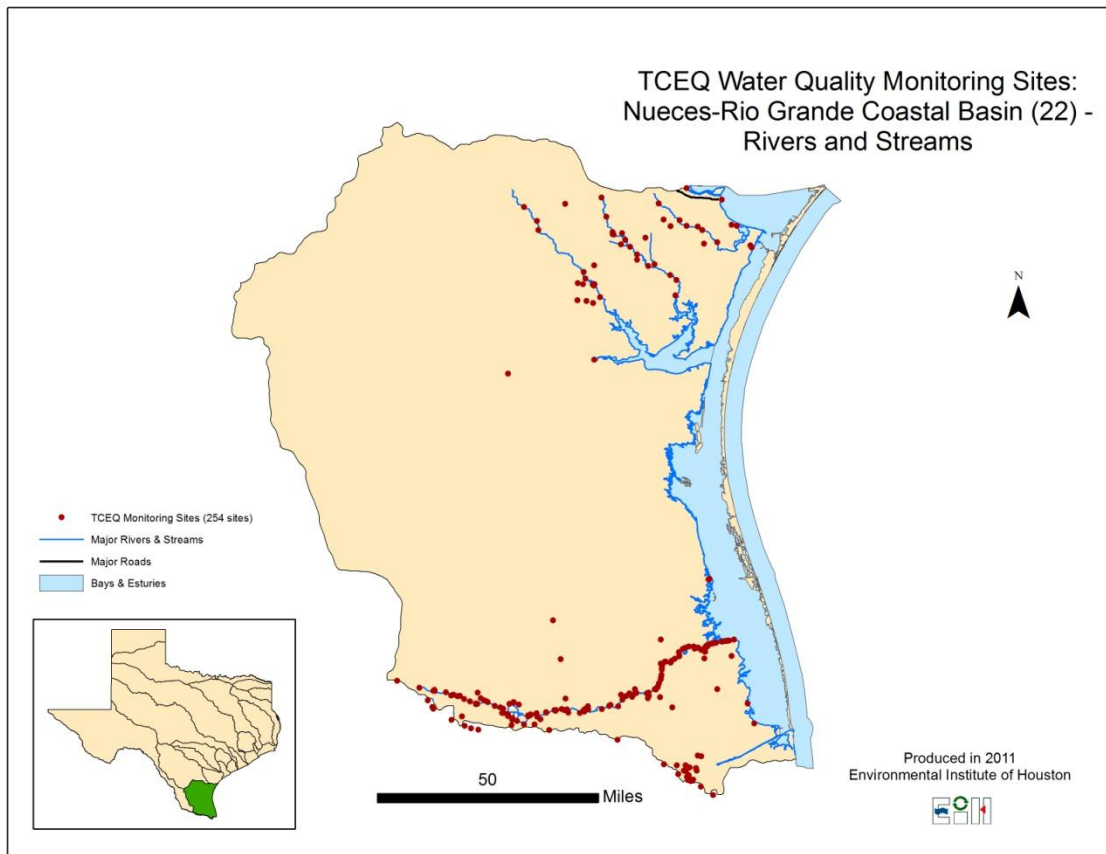 TCEQ Water Quality Monitoring Sites:
Nueces-Rio Grande Coastal Basin (22) -
Rivers and Streams
N
TCEQ Monitoring Sites (254 sites)
Major Rivers & Streams
Major Roads
Bays & Esturies
50
Miles
Produced in 2011
Environmental Institute of Houston
EIH